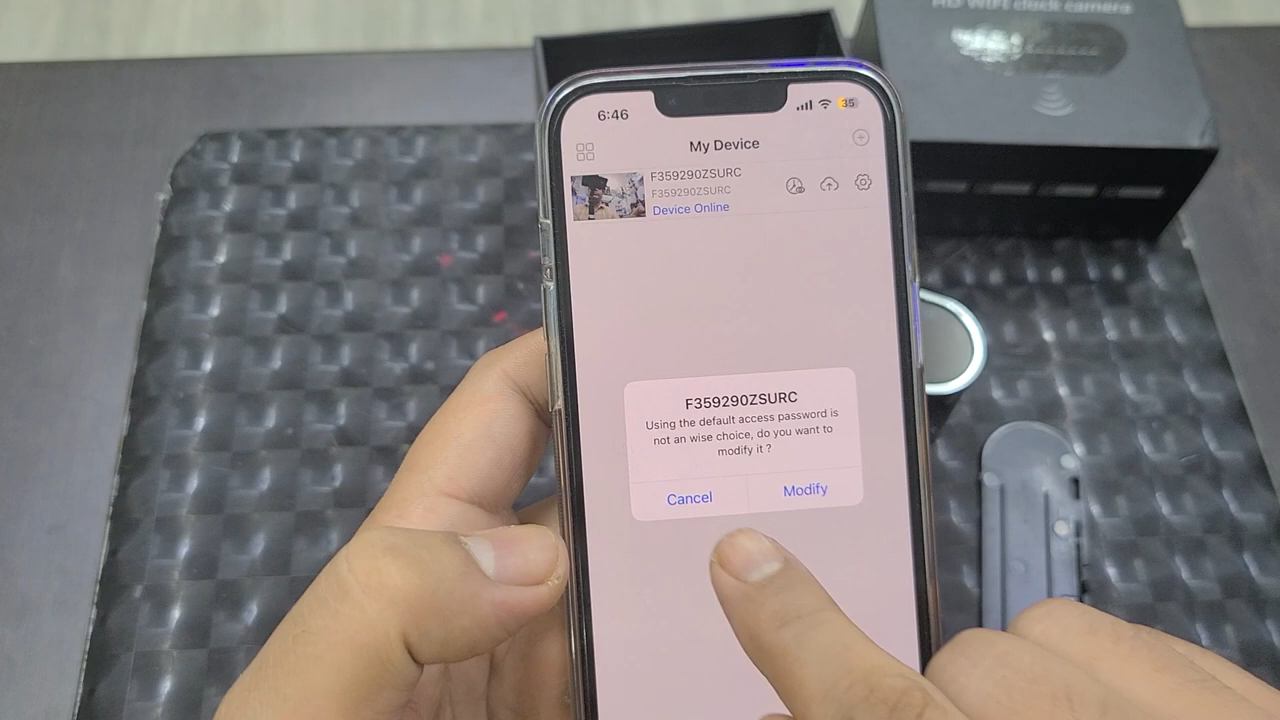 HD WIFI clock camera
6:46
35
My Device
F359290ZSURC
F359290ZSURC
Device Online
F359290ZSURC
Using the default access password is
not an wise choice, do you want to
modify it ?
Cancel
Modify